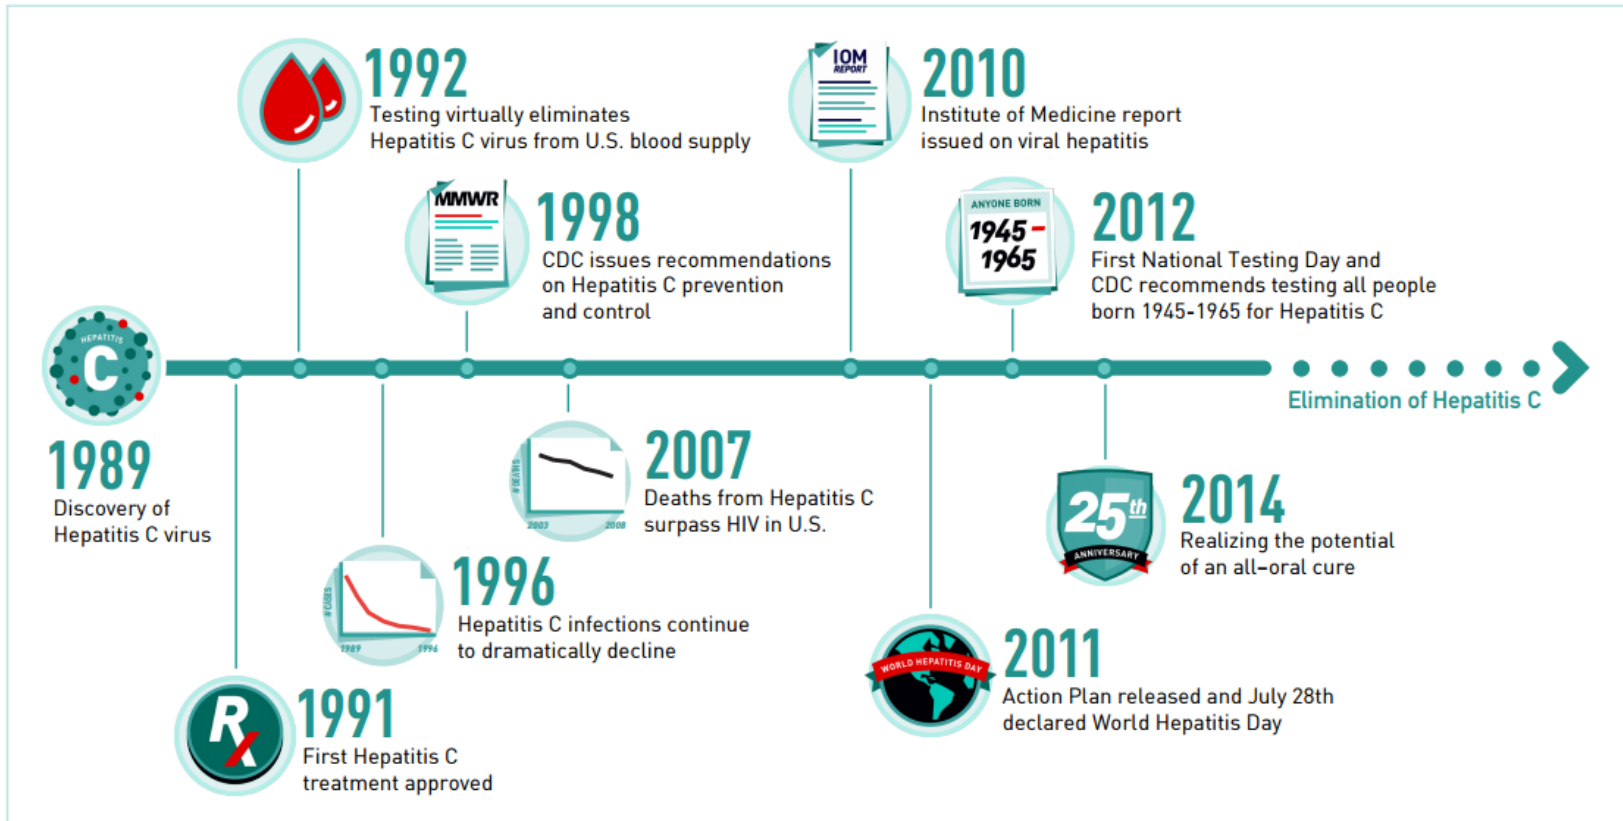 HEPATITIS
C
1989
Discovery of
Hepatitis C virus
Rx
1991
First Hepatitis C
treatment approved
1992
Testing virtually eliminates
Hepatitis C virus from U.S. blood supply
# CASES
1989 1996
1996
Hepatitis C infections continue
to dramatically decline
MMWR
1998
CDC issues recommendations
on Hepatitis C prevention
and control
# DEATHS
2003 2008
2007
Deaths from Hepatitis C
surpass HIV in U.S.
IOM
REPORT
2010
Institute of Medicine report
issued on viral hepatitis
WORLD HEPATITIS DAY
2011
Action Plan released and July 28th
declared World Hepatitis Day
ANYONE BORN
1945-
1965
2012
First National Testing Day and
CDC recommends testing all people
born 1945-1965 for Hepatitis C
25th
ANNIVERSARY
2014
Realizing the potential
of an all-oral cure
Elimination of Hepatitis C